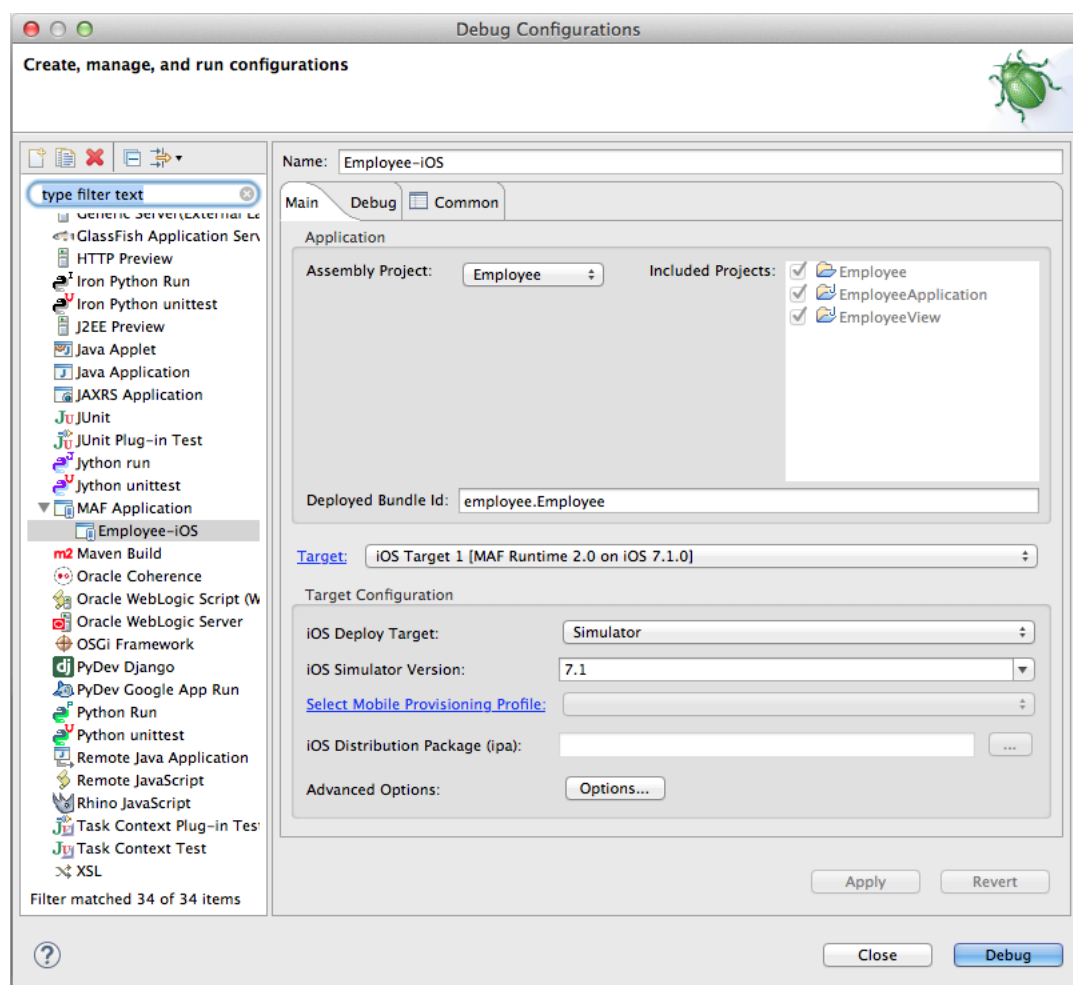 Debug Configurations
Create, manage, and run configurations
type filter text
Generic Server(External La
GlassFish Application Serv
HTTP Preview
Iron Python Run
Iron Python unittest
J2EE Preview
Java Applet
Java Application
JAXRS Application
JUnit
JUnit Plug-in Test
Jython run
Jython unittest
MAF Application
Employee-iOS
m2 Maven Build
Oracle Coherence
Oracle WebLogic Script (W
Oracle WebLogic Server
OSGi Framework
dj PyDev Django
PyDev Google App Run
Python Run
Python unittest
Remote Java Application
Remote JavaScript
Rhino JavaScript
Task Context Plug-in Tes
Task Context Test
XSL
Filter matched 34 of 34 items
Name: Employee-iOS
Main Debug Common
Application
Assembly Project: Employee Included Projects: Employee
EmployeeApplication
EmployeeView
Deployed Bundle Id: employee.Employee
Target: iOS Target 1 [MAF Runtime 2.0 on iOS 7.1.0]
Target Configuration
iOS Deploy Target: Simulator
iOS Simulator Version: 7.1
Select Mobile Provisioning Profile:
iOS Distribution Package (ipa): ...
Advanced Options: Options...
Apply Revert
? Close Debug